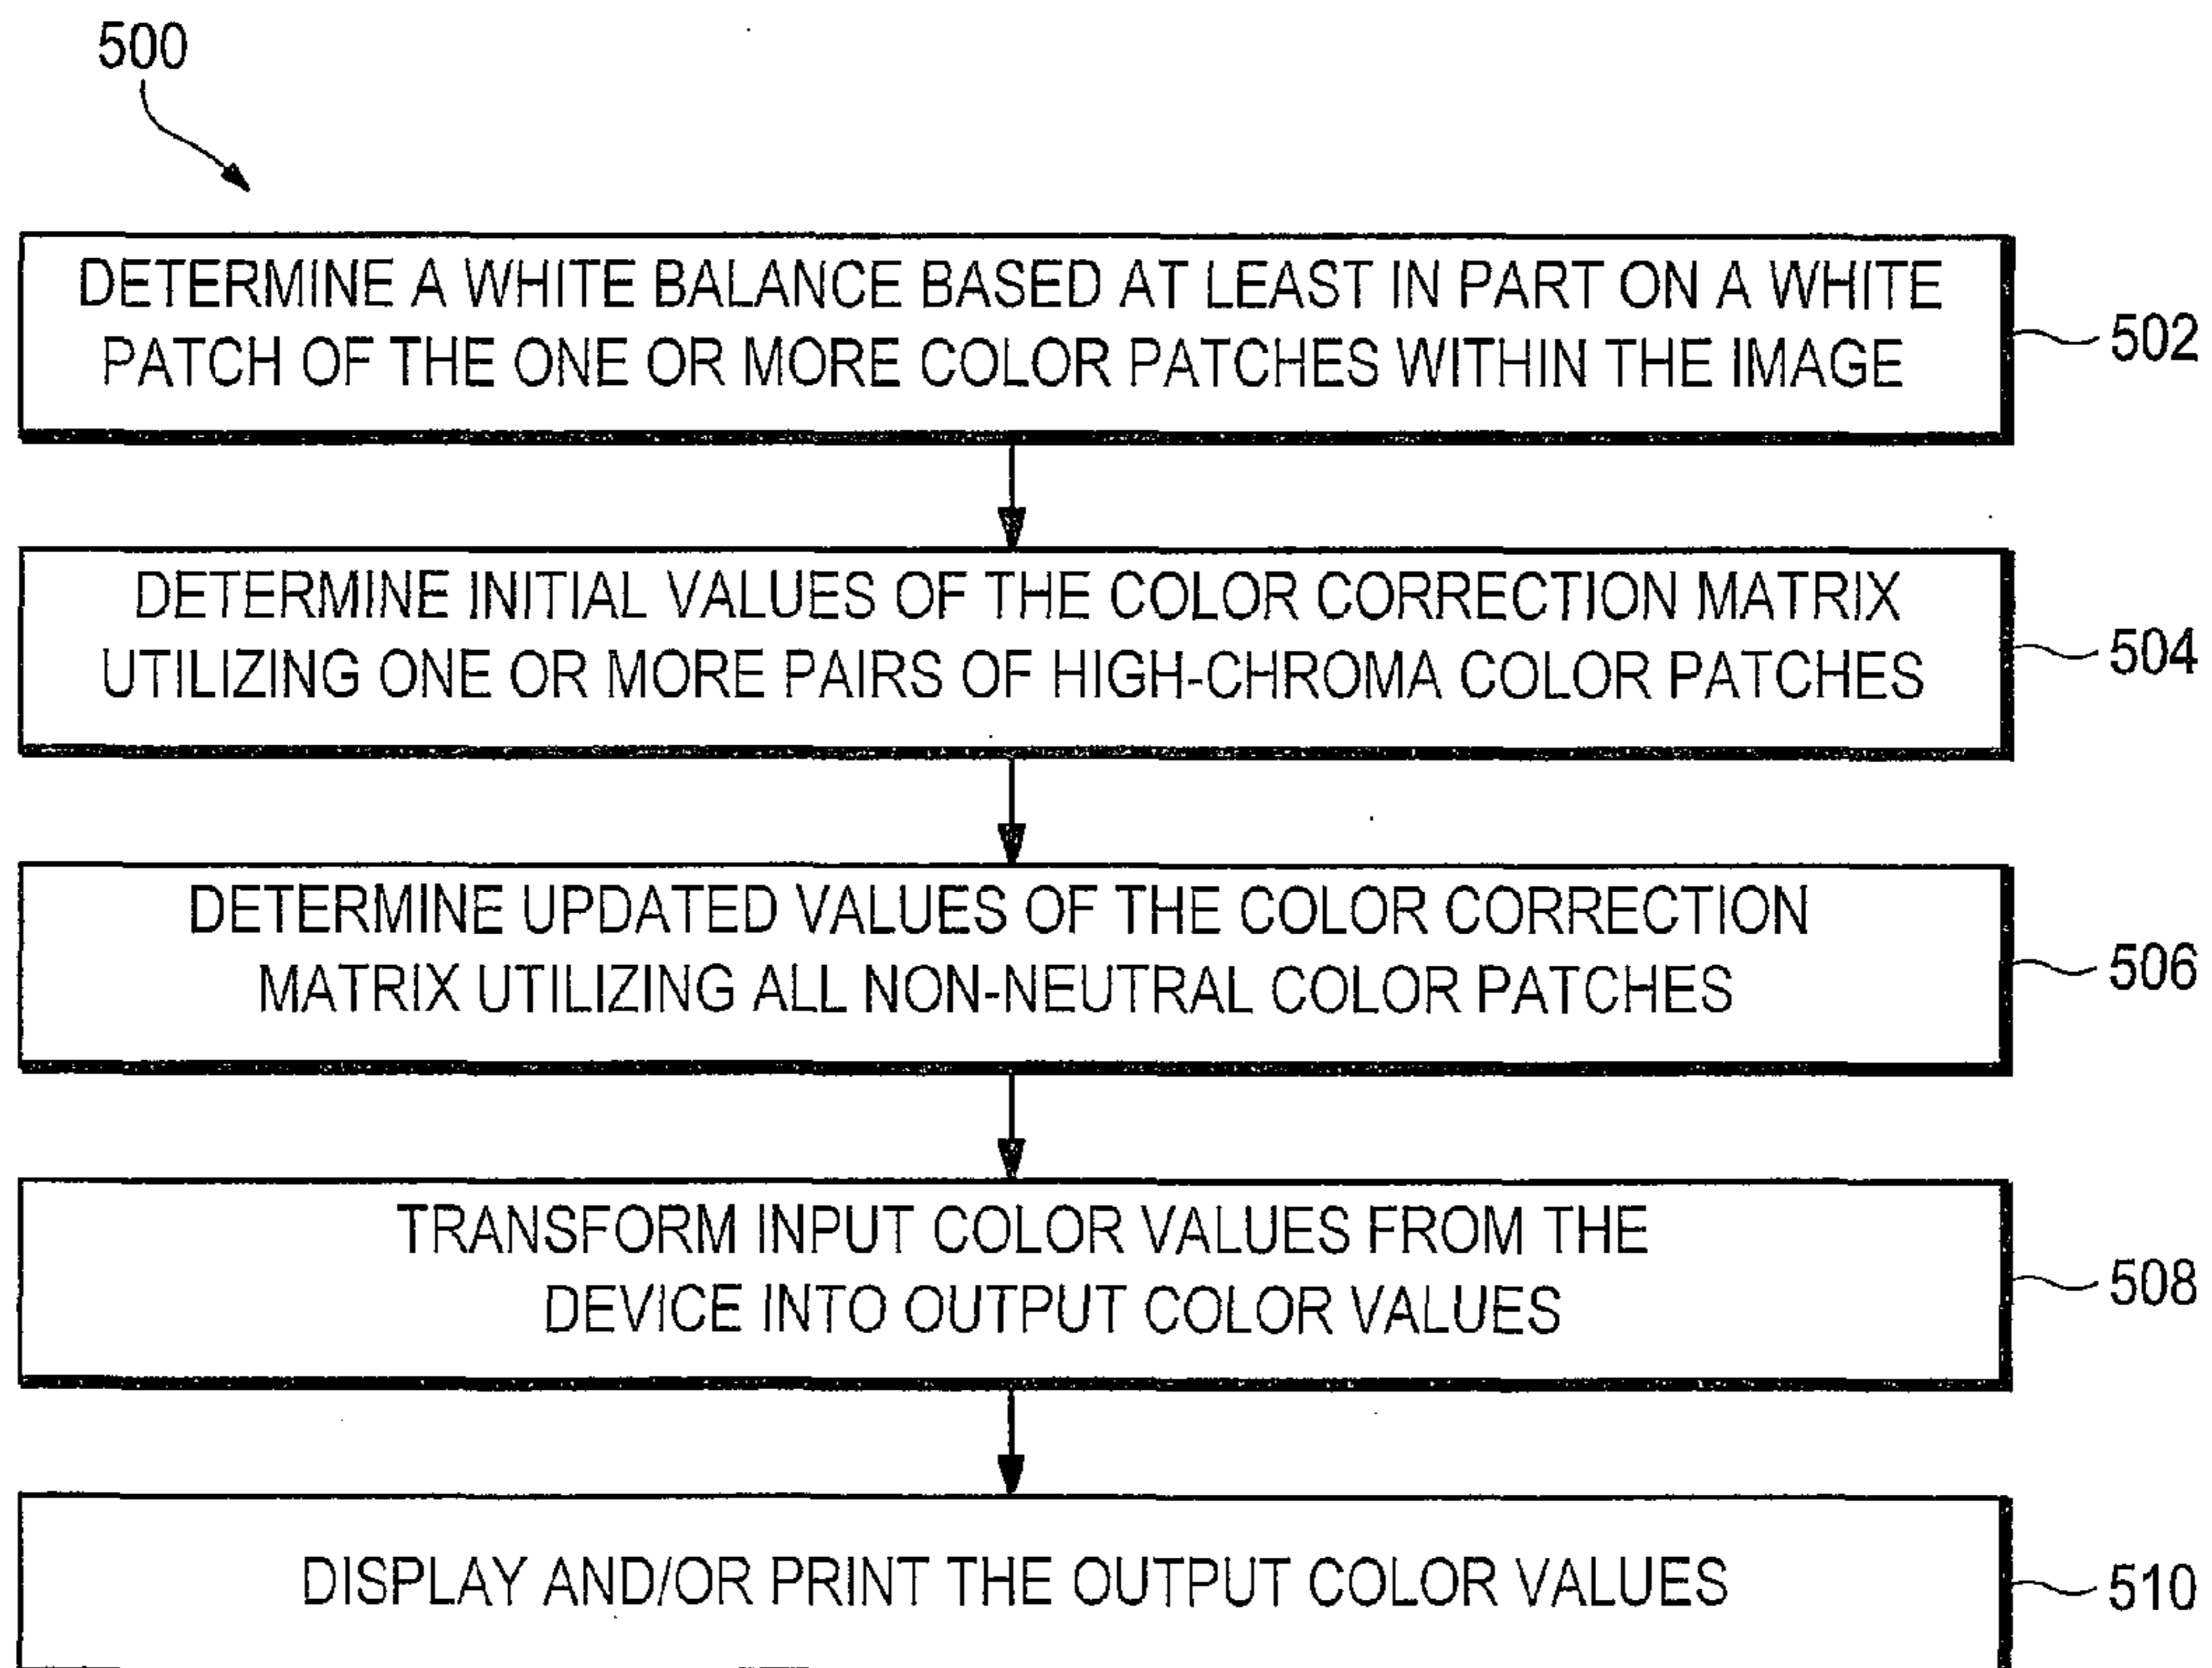 500
DETERMINE A WHITE BALANCE BASED AT LEAST IN PART ON A WHITE
PATCH OF THE ONE OR MORE COLOR PATCHES WITHIN THE IMAGE
502
DETERMINE INITIAL VALUES OF THE COLOR CORRECTION MATRIX
UTILIZING ONE OR MORE PAIRS OF HIGH-CHROMA COLOR PATCHES
504
DETERMINE UPDATED VALUES OF THE COLOR CORRECTION
MATRIX UTILIZING ALL NON-NEUTRAL COLOR PATCHES
506
TRANSFORM INPUT COLOR VALUES FROM THE
DEVICE INTO OUTPUT COLOR VALUES
508
DISPLAY AND/OR PRINT THE OUTPUT COLOR VALUES
510